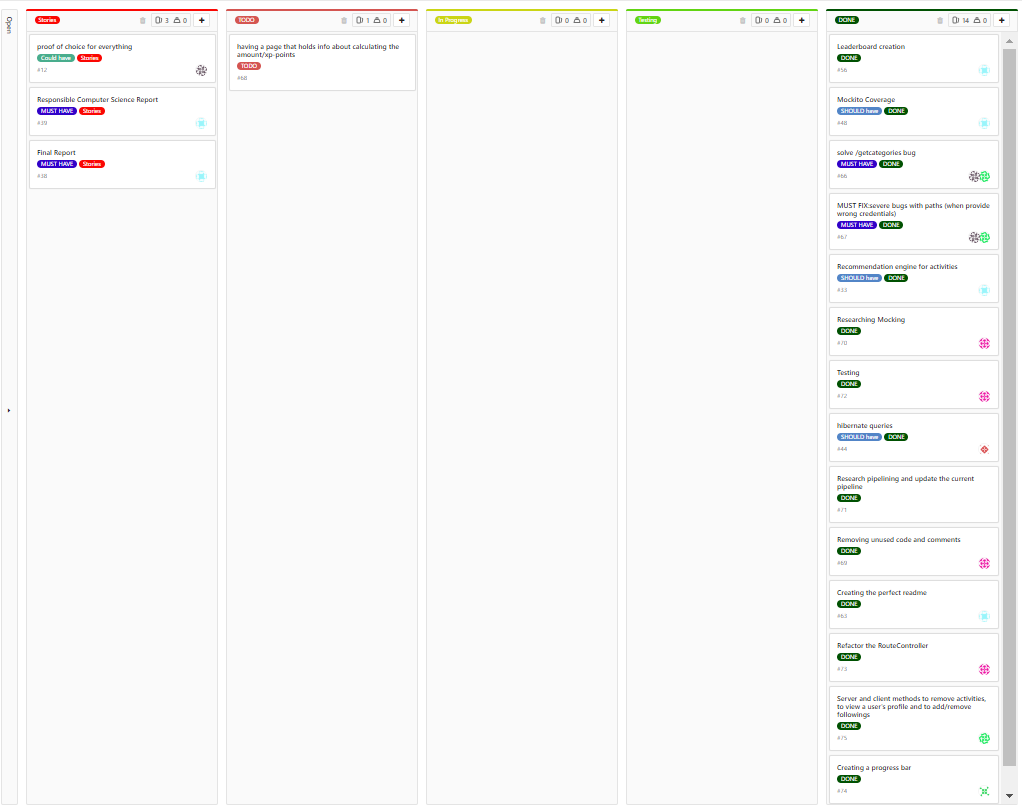 Open
Stories
3
0
proof of choice for everything
Could have Stories
#12
Responsible Computer Science Report
MUST HAVE Stories
#39
Final Report
MUST HAVE Stories
#38
TODO
1
0
having a page that holds info about calculating the
amount/xp-points
TODO
#68
In Progress
0
0
Testing
0
0
DONE
14
0
Leaderboard creation
DONE
#56
Mockito Coverage
SHOULD have DONE
#48
solve /getcategories bug
MUST HAVE DONE
#66
MUST FIX:severe bugs with paths (when provide
wrong credentials)
MUST HAVE DONE
#67
Recommendation engine for activities
SHOULD have DONE
#33
Researching Mocking
DONE
#70
Testing
DONE
#72
hibernate queries
SHOULD have DONE
#44
Research pipelining and update the current
pipeline
DONE
#71
Removing unused code and comments
DONE
#69
Creating the perfect readme
DONE
#63
Refactor the RouteController
DONE
#73
Server and client methods to remove activities,
to view a user's profile and to add/remove
followings
DONE
#75
Creating a progress bar
DONE
#74